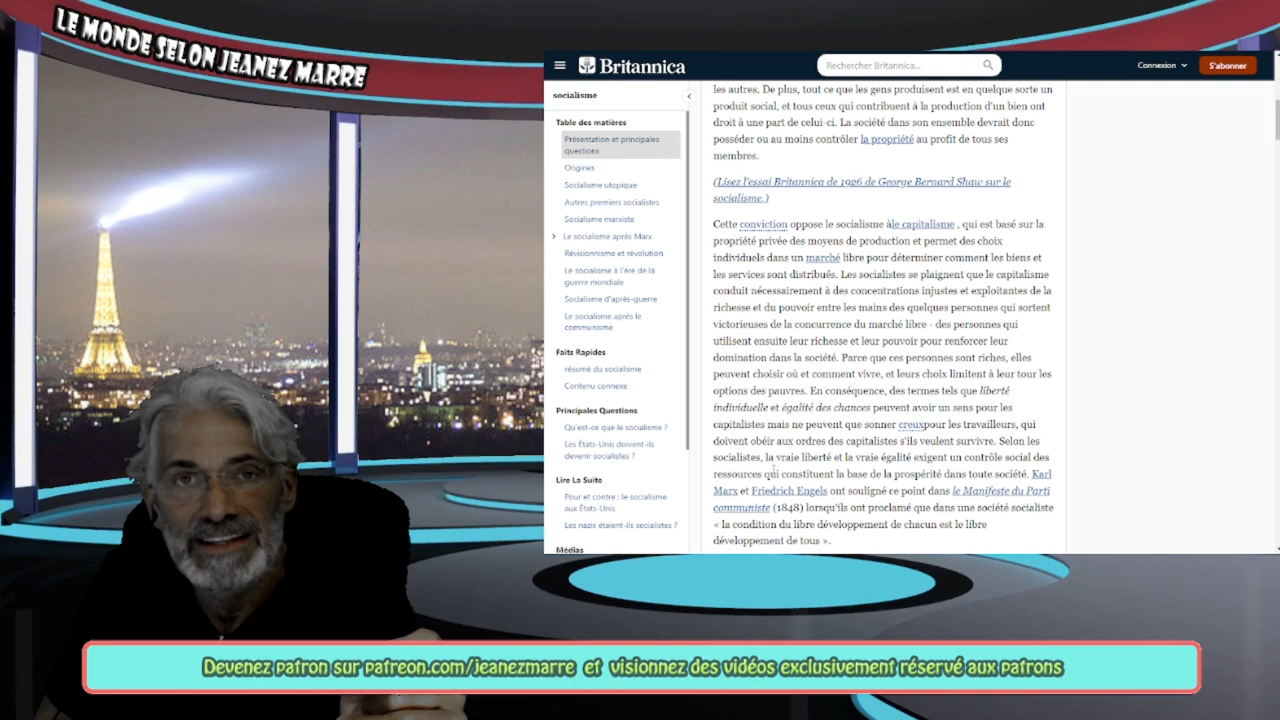 LE MONDE SELON JEANEZ MARRE
Britannica
Rechercher Britannica...
Connexion
S'abonner
socialisme
Table des matières
Présentation et principales
questions
Origines
Socialisme utopique
Autres premiers socialistes
Socialisme marxiste
Le socialisme après Marx
Révisionnisme et révolution
Le socialisme à l'ère de la
guerre mondiale
Socialisme d'après-guerre
Le socialisme après le
communisme
Faits Rapides
résumé du socialisme
Contenu connexe
Principales Questions
Qu'est-ce que le socialisme ?
Les États-Unis doivent-ils
devenir socialistes ?
Lire La Suite
Pour et contre : le socialisme
aux États-Unis
Les nazis étaient-ils socialistes ?
Médias
les autres. De plus, tout ce que les gens produisent est en quelque sorte un
produit social, et tous ceux qui contribuent à la production d'un bien ont
droit à une part de celui-ci. La société dans son ensemble devrait donc
posséder ou au moins contrôler la propriété au profit de tous ses
membres.
(Lisez l'essai Britannica de 1926 de George Bernard Shaw sur le
socialisme.)
Cette conviction oppose le socialisme àle capitalisme , qui est basé sur la
propriété privée des moyens de production et permet des choix
individuels dans un marché libre pour déterminer comment les biens et
les services sont distribués. Les socialistes se plaignent que le capitalisme
conduit nécessairement à des concentrations injustes et exploitantes de la
richesse et du pouvoir entre les mains des quelques personnes qui sortent
victorieuses de la concurrence du marché libre - des personnes qui
utilisent ensuite leur richesse et leur pouvoir pour renforcer leur
domination dans la société. Parce que ces personnes sont riches, elles
peuvent choisir où et comment vivre, et leurs choix limitent à leur tour les
options des pauvres. En conséquence, des termes tels que liberté
individuelle et égalité des chances peuvent avoir un sens pour les
capitalistes mais ne peuvent que sonner creuxpour les travailleurs, qui
doivent obéir aux ordres des capitalistes s'ils veulent survivre. Selon les
socialistes, la vraie liberté et la vraie égalité exigent un contrôle social des
ressources qui constituent la base de la prospérité dans toute société. Karl
Marx et Friedrich Engels ont souligné ce point dans le Manifeste du Parti
communiste (1848) lorsqu'ils ont proclamé que dans une société socialiste
« la condition du libre développement de chacun est le libre
développement de tous ».
Devenez patron sur patreon.com/jeanezmarre et visionnez des vidéos exclusivement réservé aux patrons